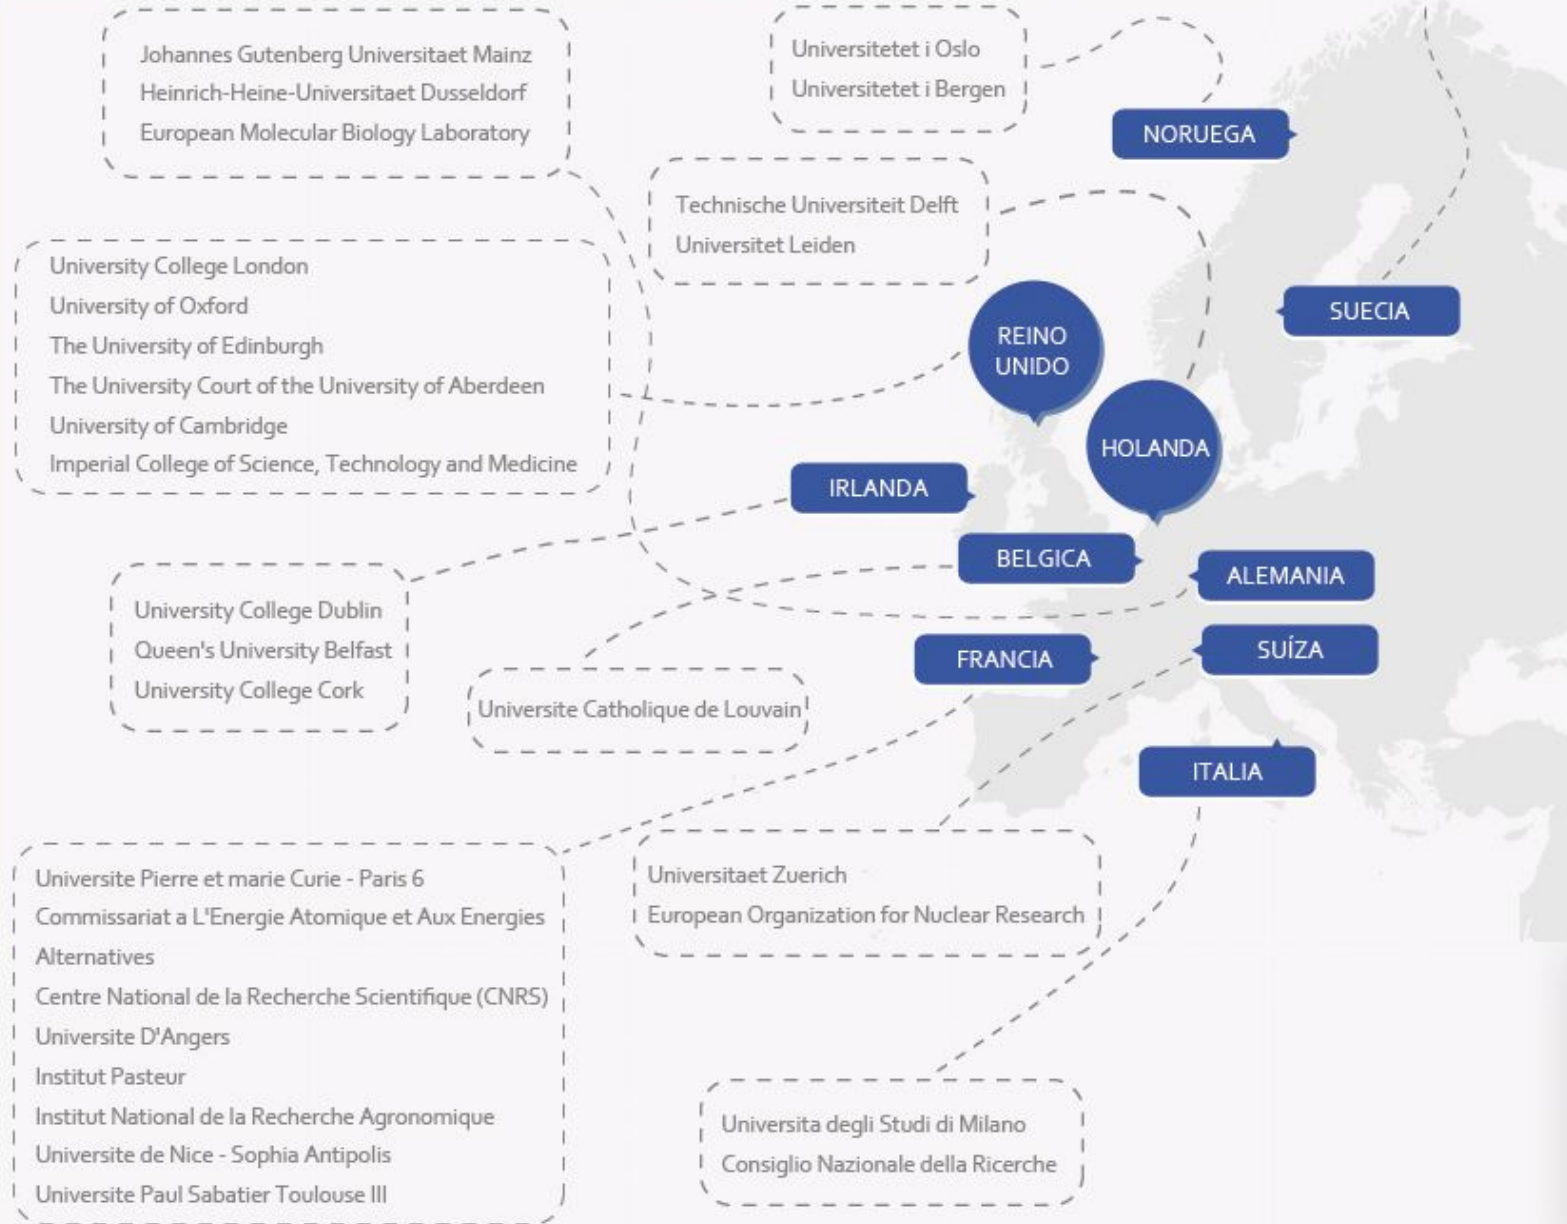 Johannes Gutenberg Universitaet Mainz
Heinrich-Heine-Universitaet Dusseldorf
European Molecular Biology Laboratory
Universitetet i Oslo
Universitetet i Bergen
NORUEGA
Technische Universiteit Delft
Universitet Leiden
University College London
University of Oxford
The University of Edinburgh
The University Court of the University of Aberdeen
University of Cambridge
Imperial College of Science, Technology and Medicine
REINO
UNIDO
SUECIA
HOLANDA
IRLANDA
BELGICA
ALEMANIA
University College Dublin
Queen's University Belfast
University College Cork
FRANCIA
SUÍZA
Universite Catholique de Louvain
ITALIA
Universite Pierre et marie Curie - Paris 6
Commissariat a L'Energie Atomique et Aux Energies
Alternatives
Centre National de la Recherche Scientifique (CNRS)
Universite D'Angers
Institut Pasteur
Institut National de la Recherche Agronomique
Universite de Nice - Sophia Antipolis
Universite Paul Sabatier Toulouse III
Universitaet Zuerich
European Organization for Nuclear Research
Universita degli Studi di Milano
Consiglio Nazionale della Ricerche